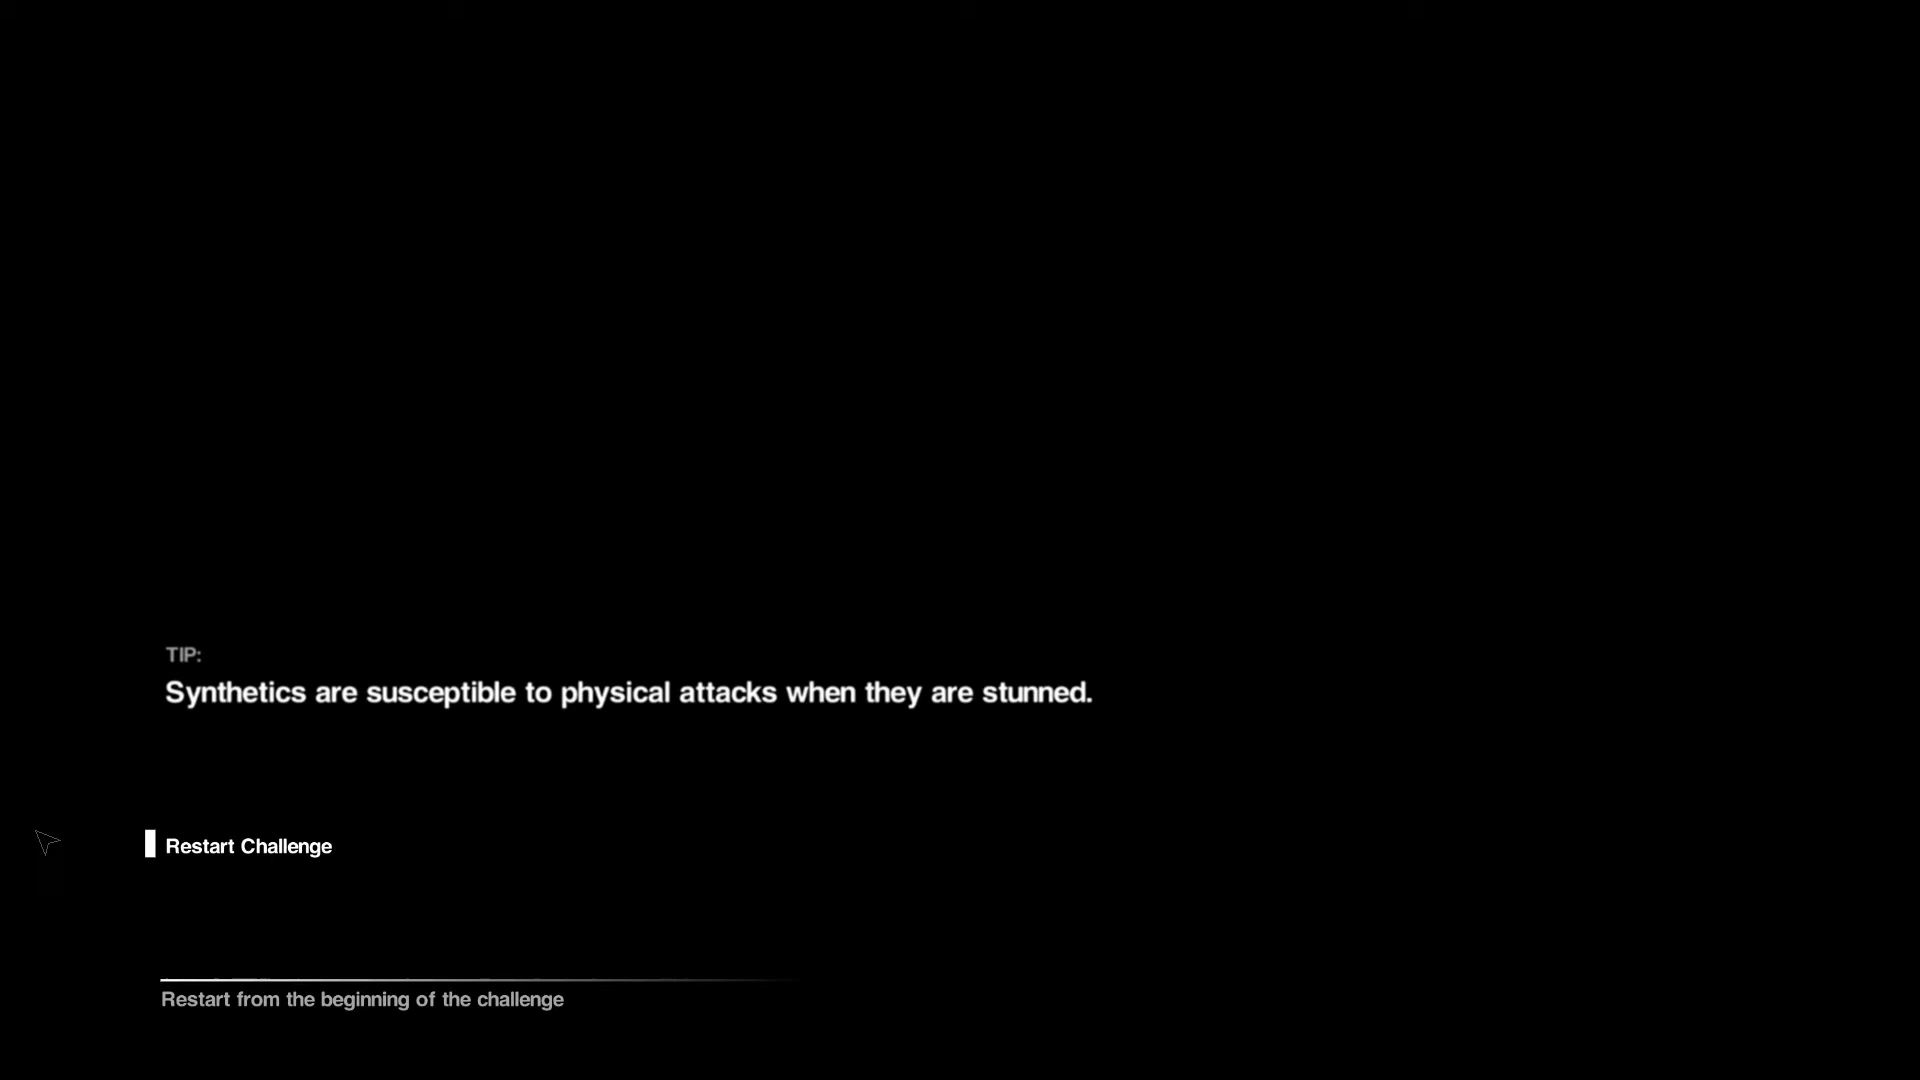 TIP:
Synthetics are susceptible to physical attacks when they are stunned.
Restart Challenge
Restart from the beginning of the challenge